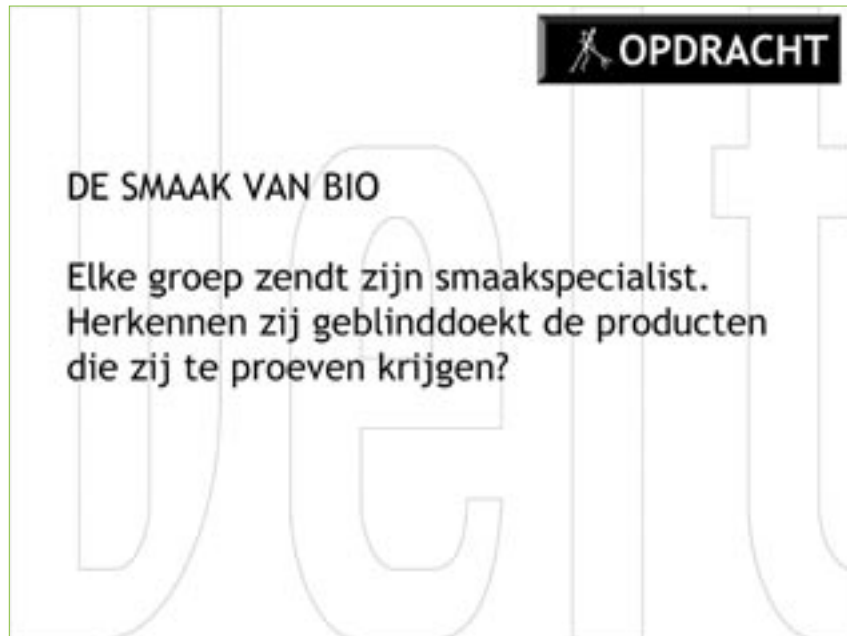 OPDRACHT
DE SMAAK VAN BIO
Elke groep zendt zijn smaakspecialist.
Herkennen zij geblinddoekt de producten
die zij te proeven krijgen?